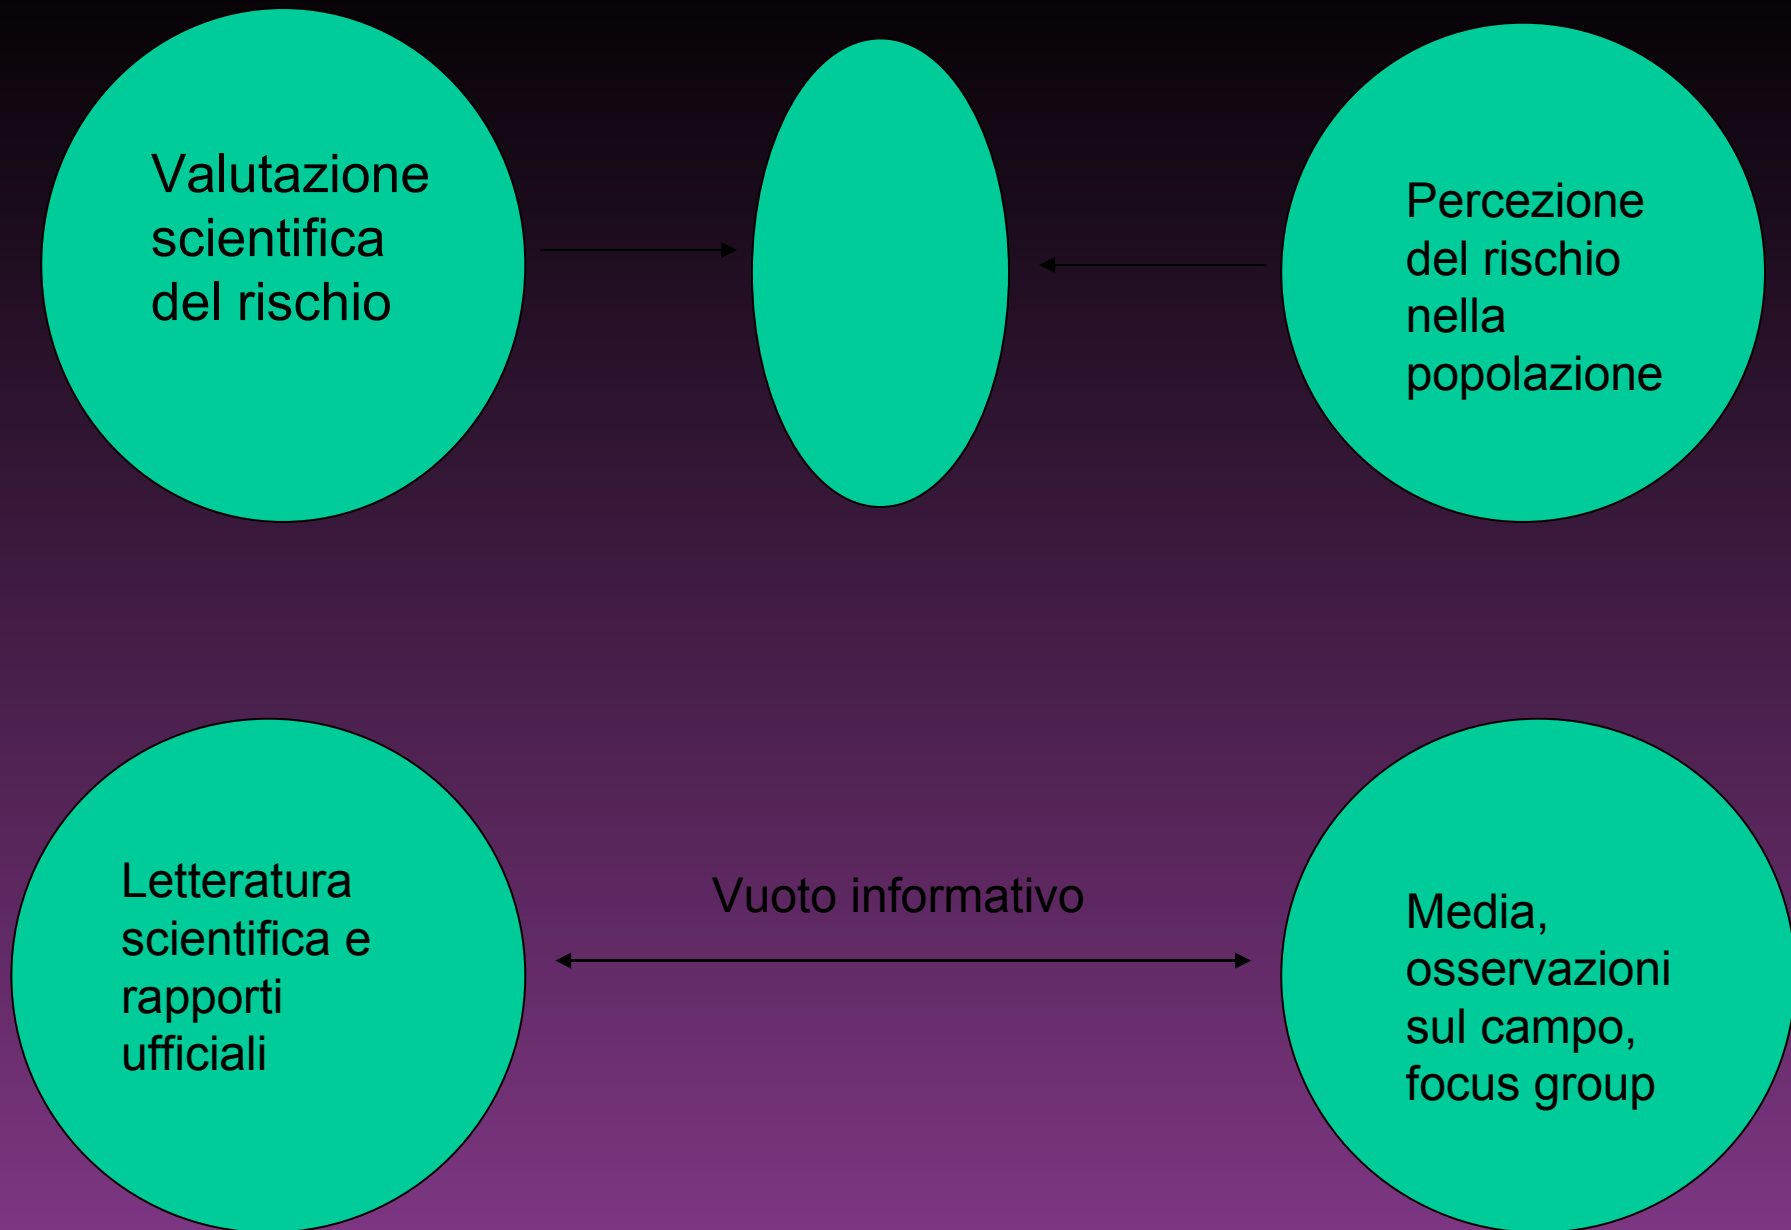 Valutazione
scientifica
del rischio
Percezione
del rischio
nella
popolazione
Letteratura
scientifica e
rapporti
ufficiali
Vuoto informativo
Media,
osservazioni
sul campo,
focus group